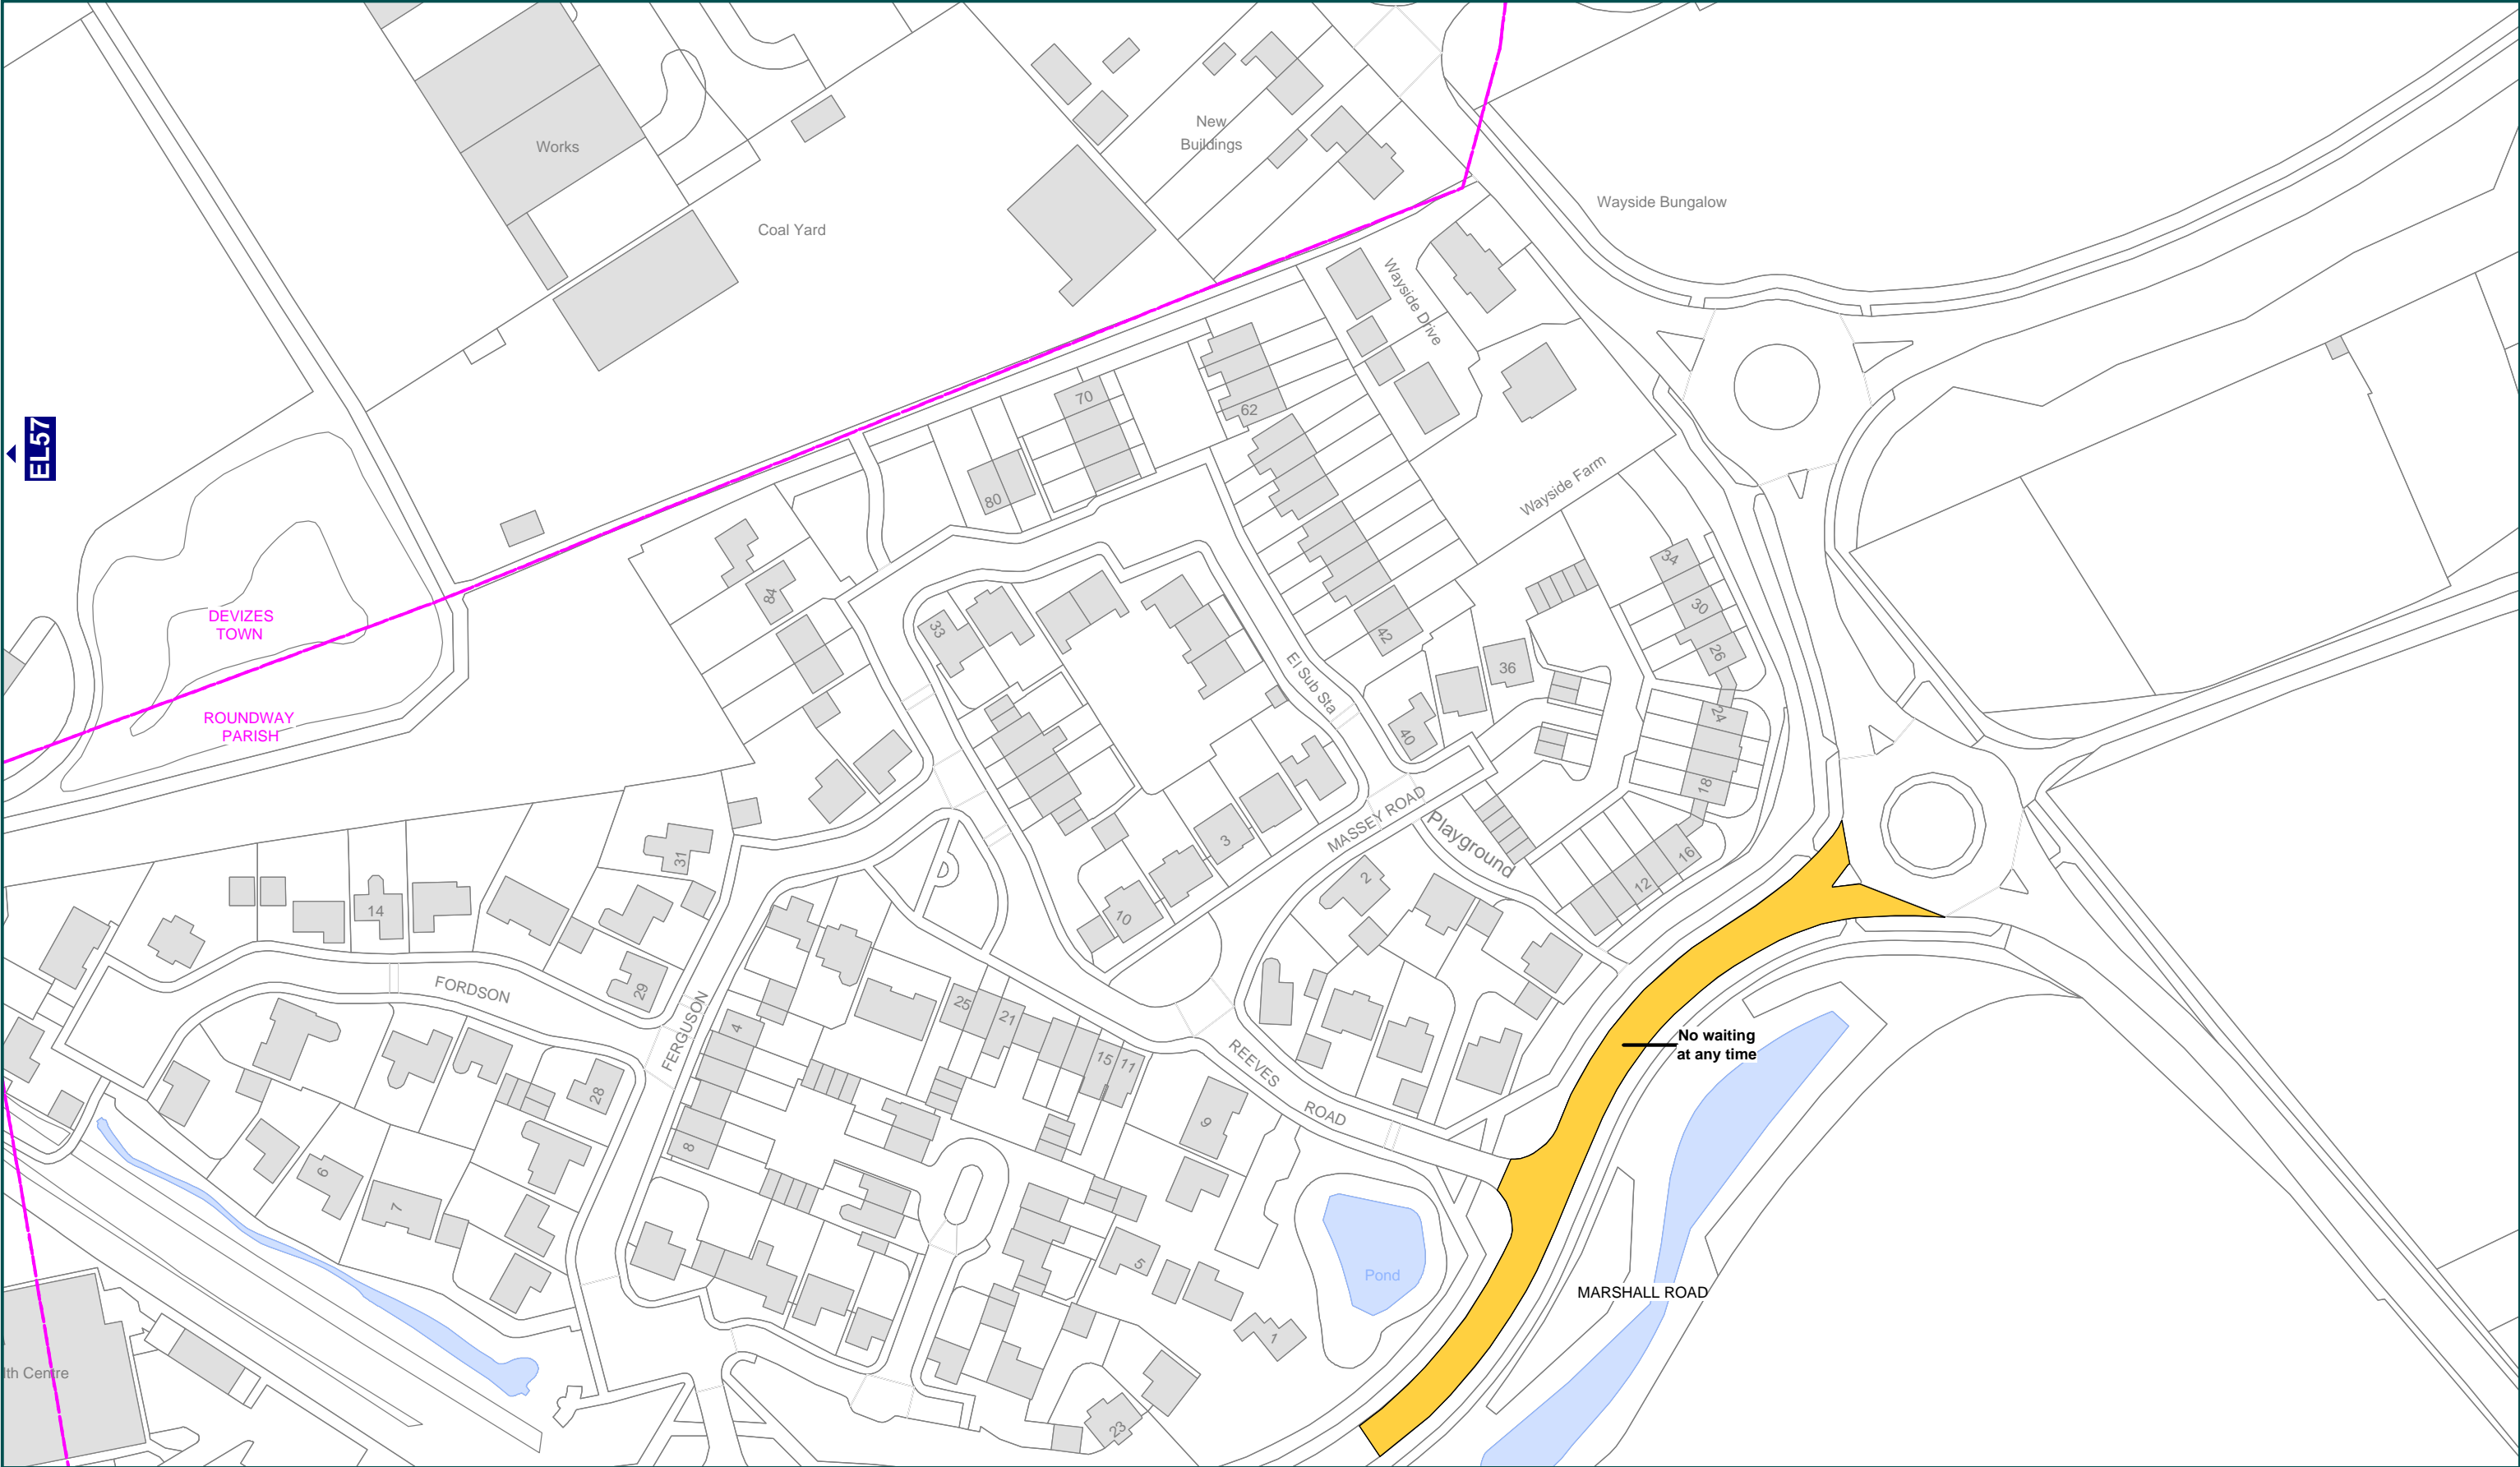 New
Buildings
Works
Wayside Bungalow
Coal Yard
Wayside Drive
EL57
70
62
80
Wayside Farm
34
84
30
DEVIZES
TOWN
33
42
26
El Sub Sta
36
ROUNDWAY
PARISH
24
40
18
MASSEY ROAD
3
Playground
31
16
2
12
14
10
FORDSON
29
25
21
4
FERGUSON
No waiting
at any time
REEVES
ROAD
15
11
28
9
8
6
7
5
Pond
MARSHALL ROAD
1
lth Centre
23